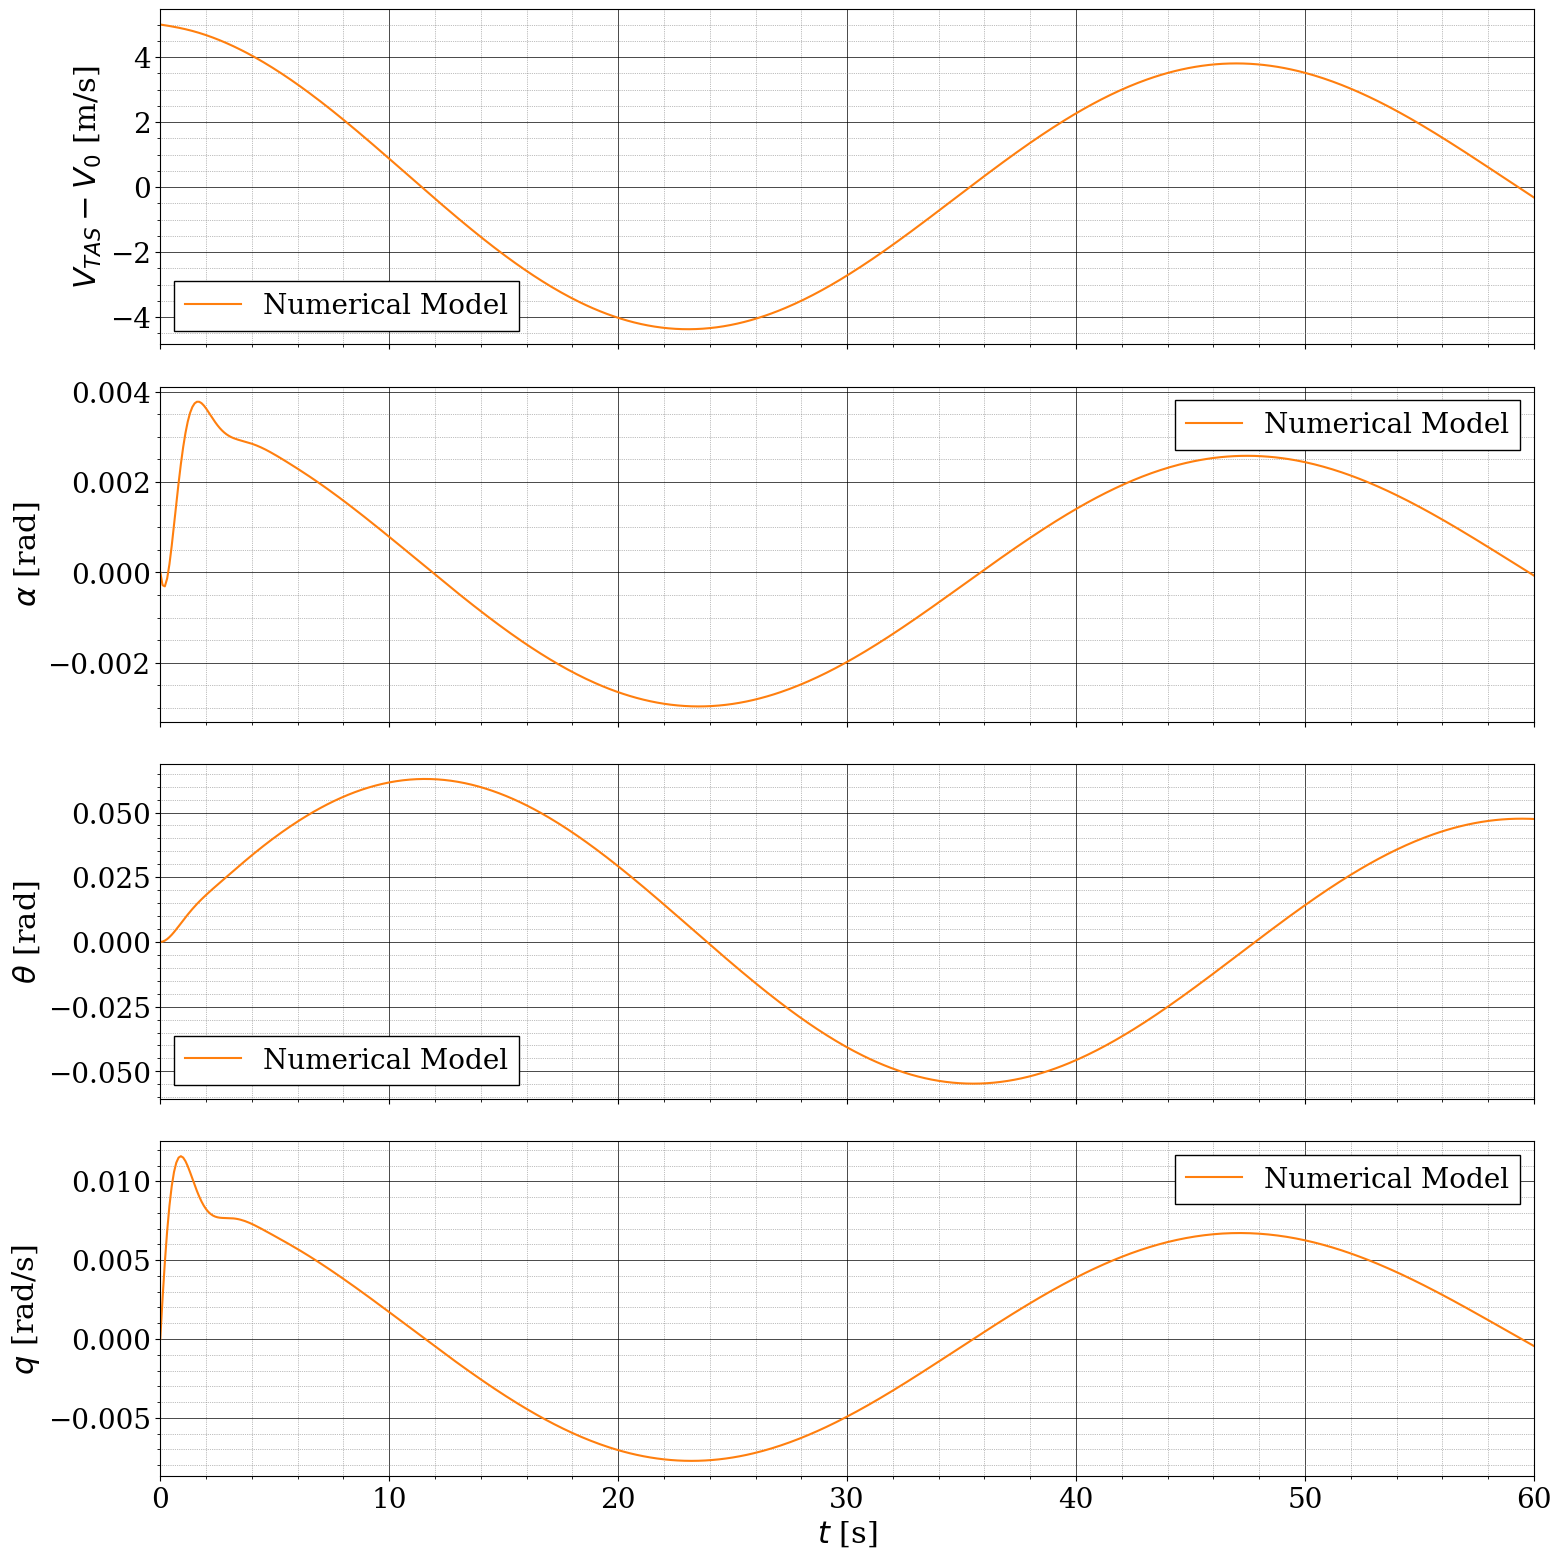 V_TAS − V_0 [m/s]
4
2
0
−2
−4
Numerical Model
α [rad]
0.004
0.002
0.000
−0.002
Numerical Model
θ [rad]
0.050
0.025
0.000
−0.025
−0.050
Numerical Model
q [rad/s]
0.010
0.005
0.000
−0.005
Numerical Model
0 10 20 30 40 50 60
t [s]